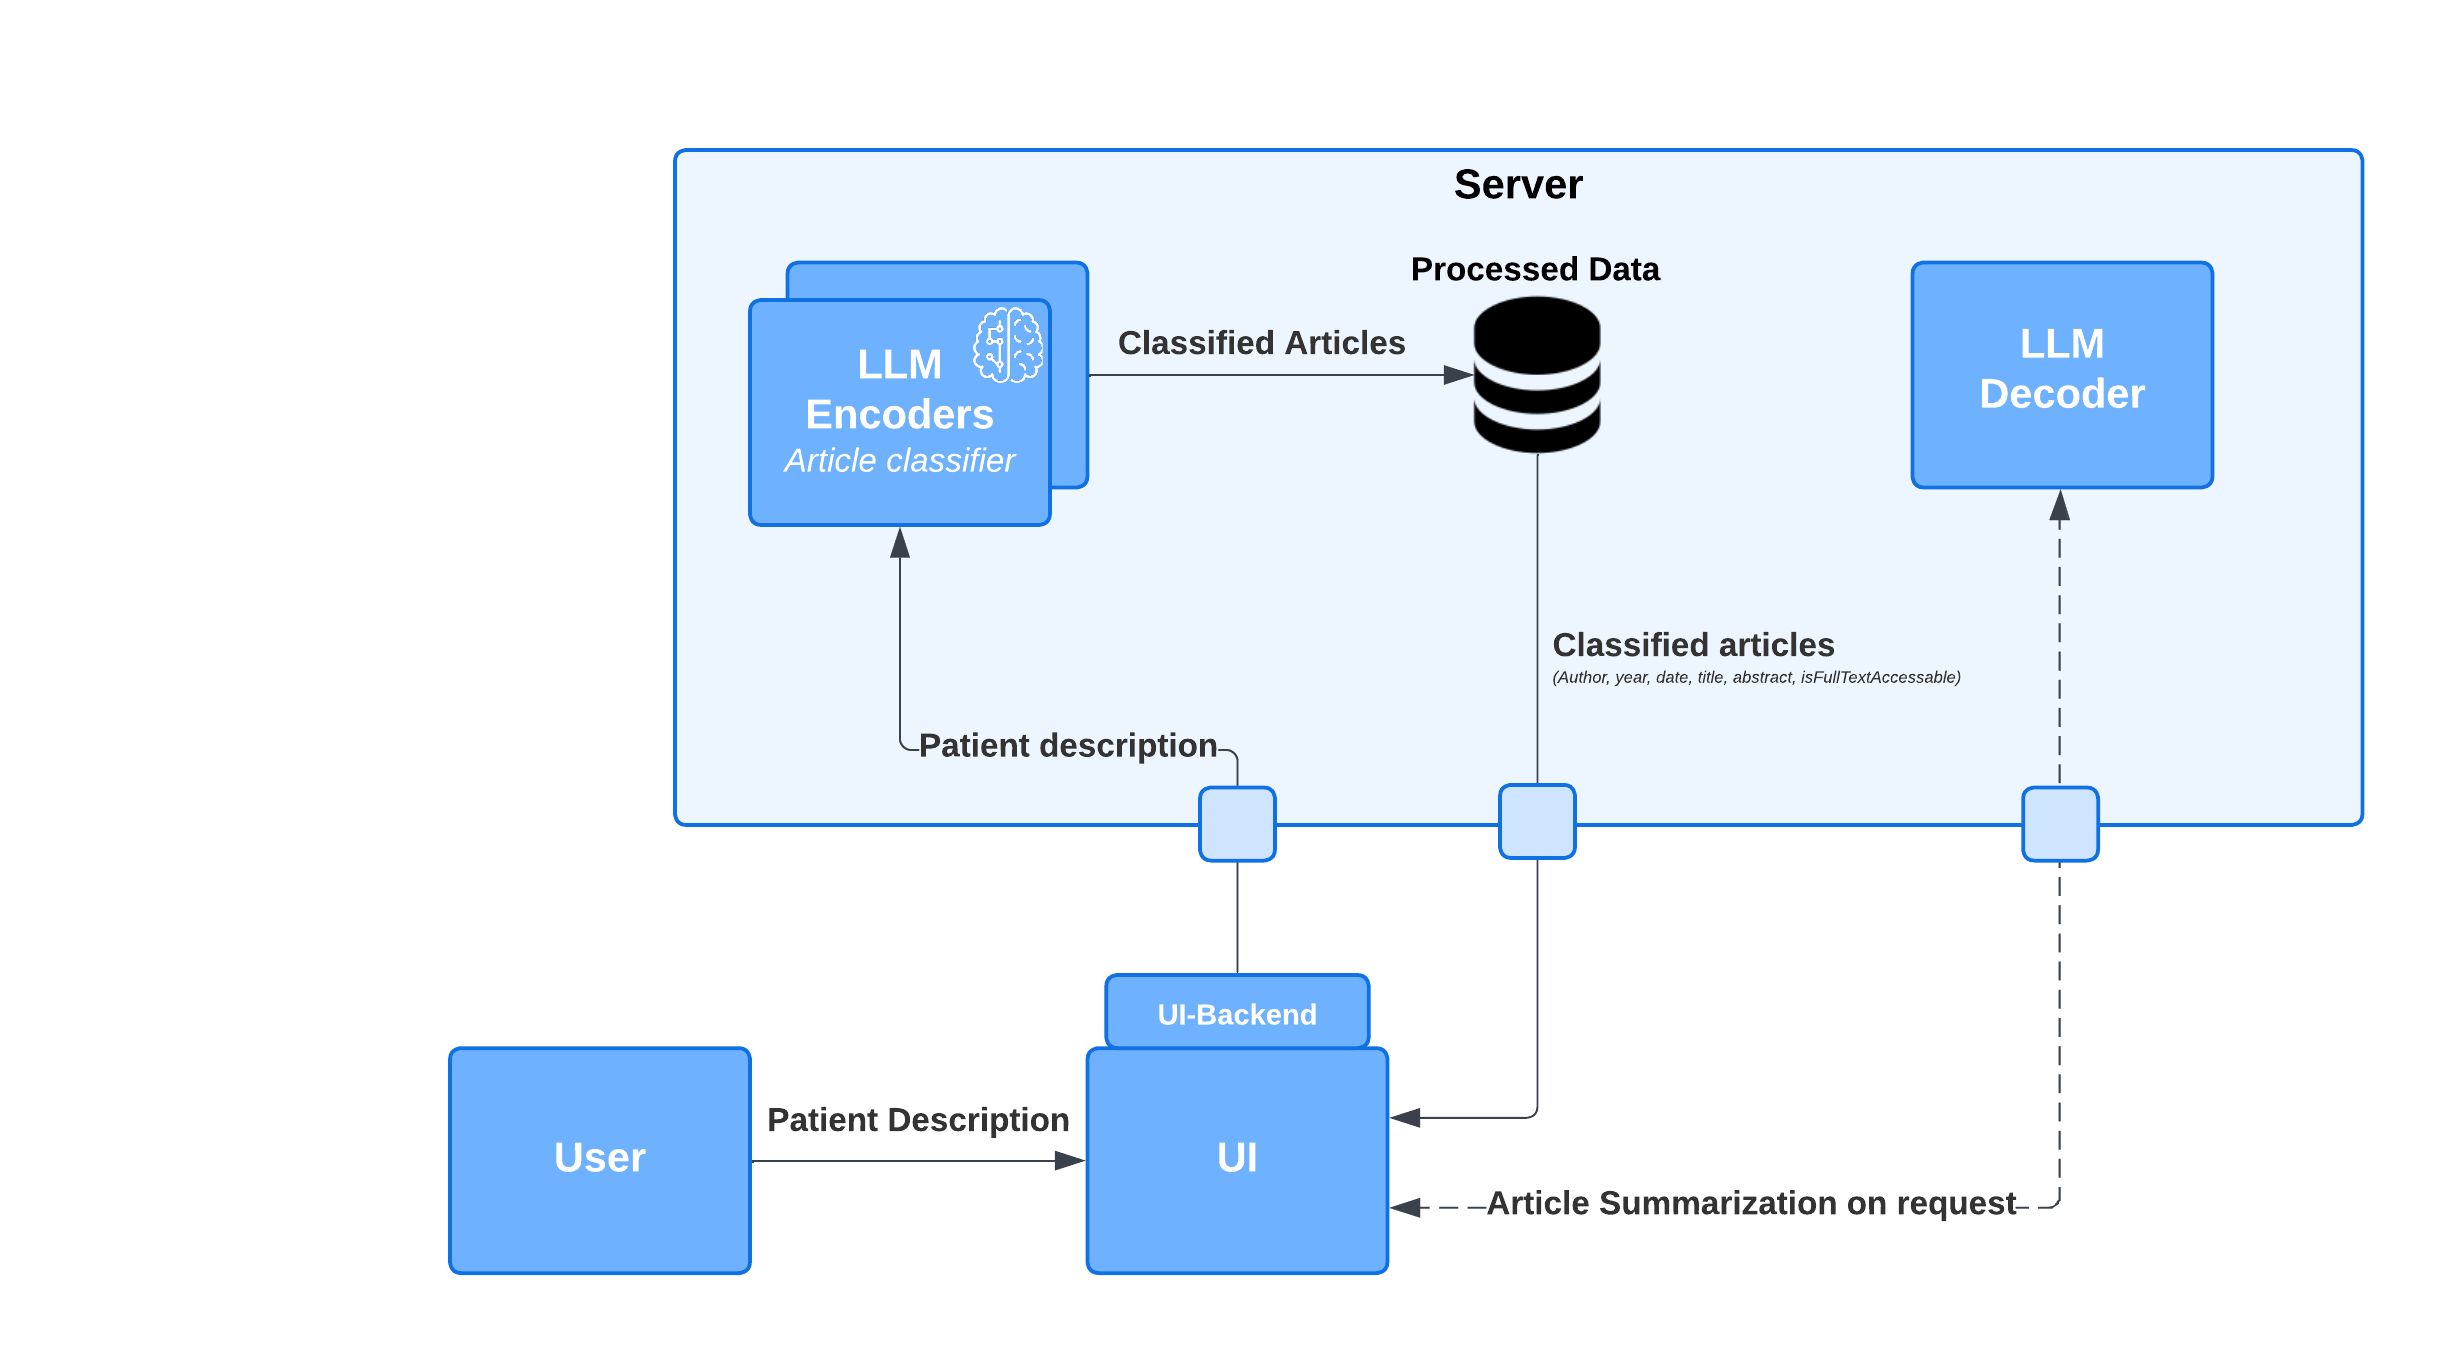 Server
Processed Data
Classified Articles
LLM
Encoders
Article classifier
LLM
Decoder
Classified articles
(Author, year, date, title, abstract, isFullTextAccessable)
Patient description
UI-Backend
User
Patient Description
UI
Article Summarization on request